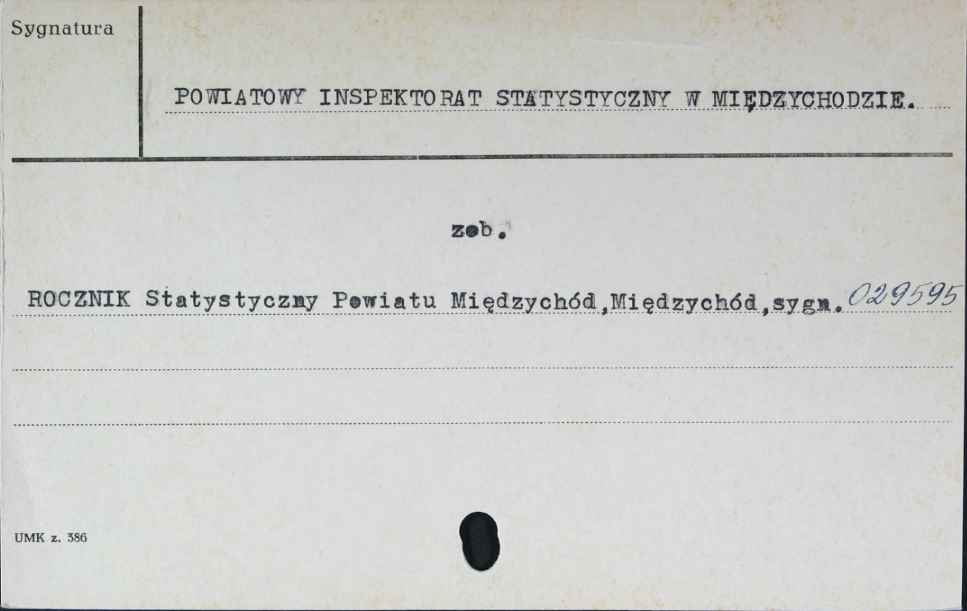 Sygnatura
POWIATOWY INSPEKTORAT STATYSTYCZNY W MIĘDZYCHODZIE.
zob.
ROCZNIK Statystyczny Powiatu Międzychód,Międzychód,sygn. 029595
UMK z. 386